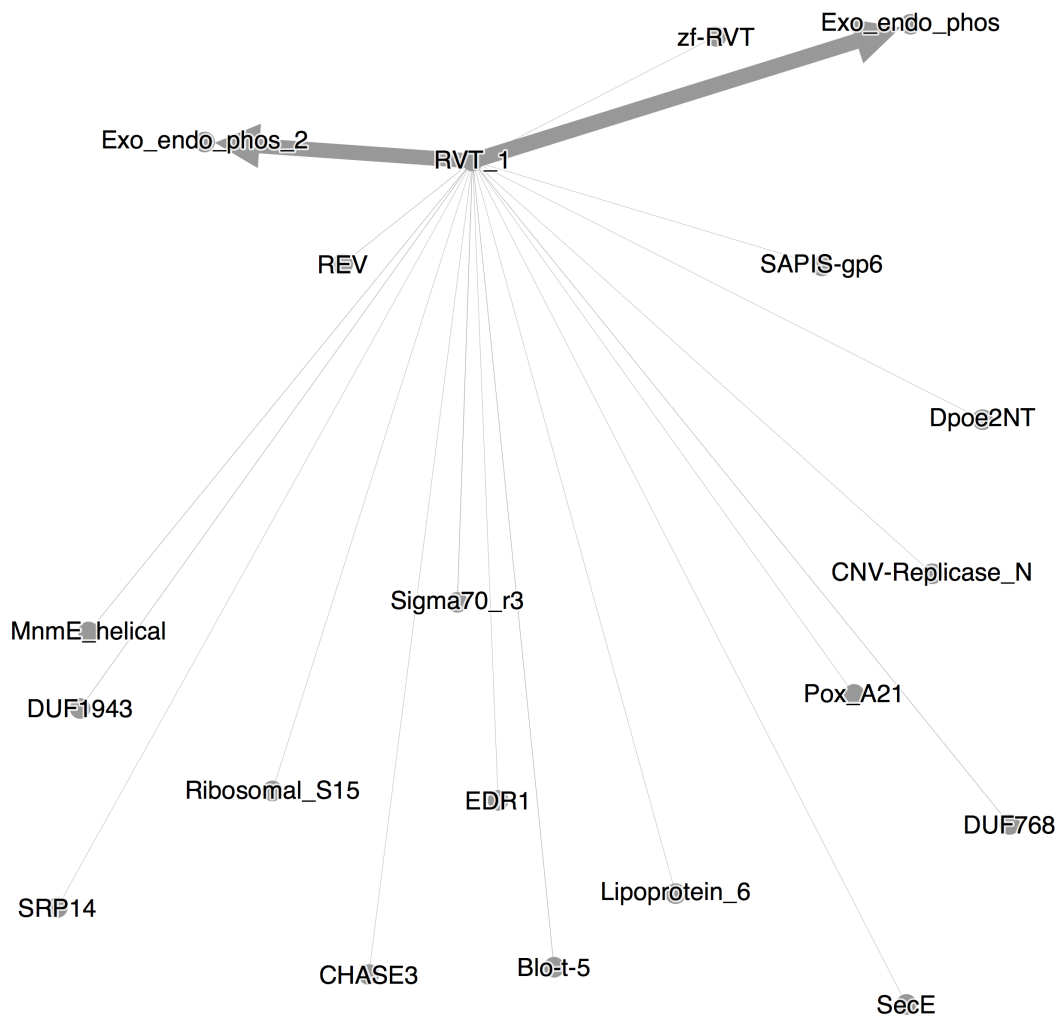 Exo_endo_phos
zf-RVT
Exo_endo_phos_2
RVT_1
REV
SAPIS-gp6
Dpoe2NT
CNV-Replicase_N
Sigma70_r3
MnmE_helical
Pox_A21
DUF1943
Ribosomal_S15
EDR1
DUF768
Lipoprotein_6
SRP14
Blo-t-5
CHASE3
SecE